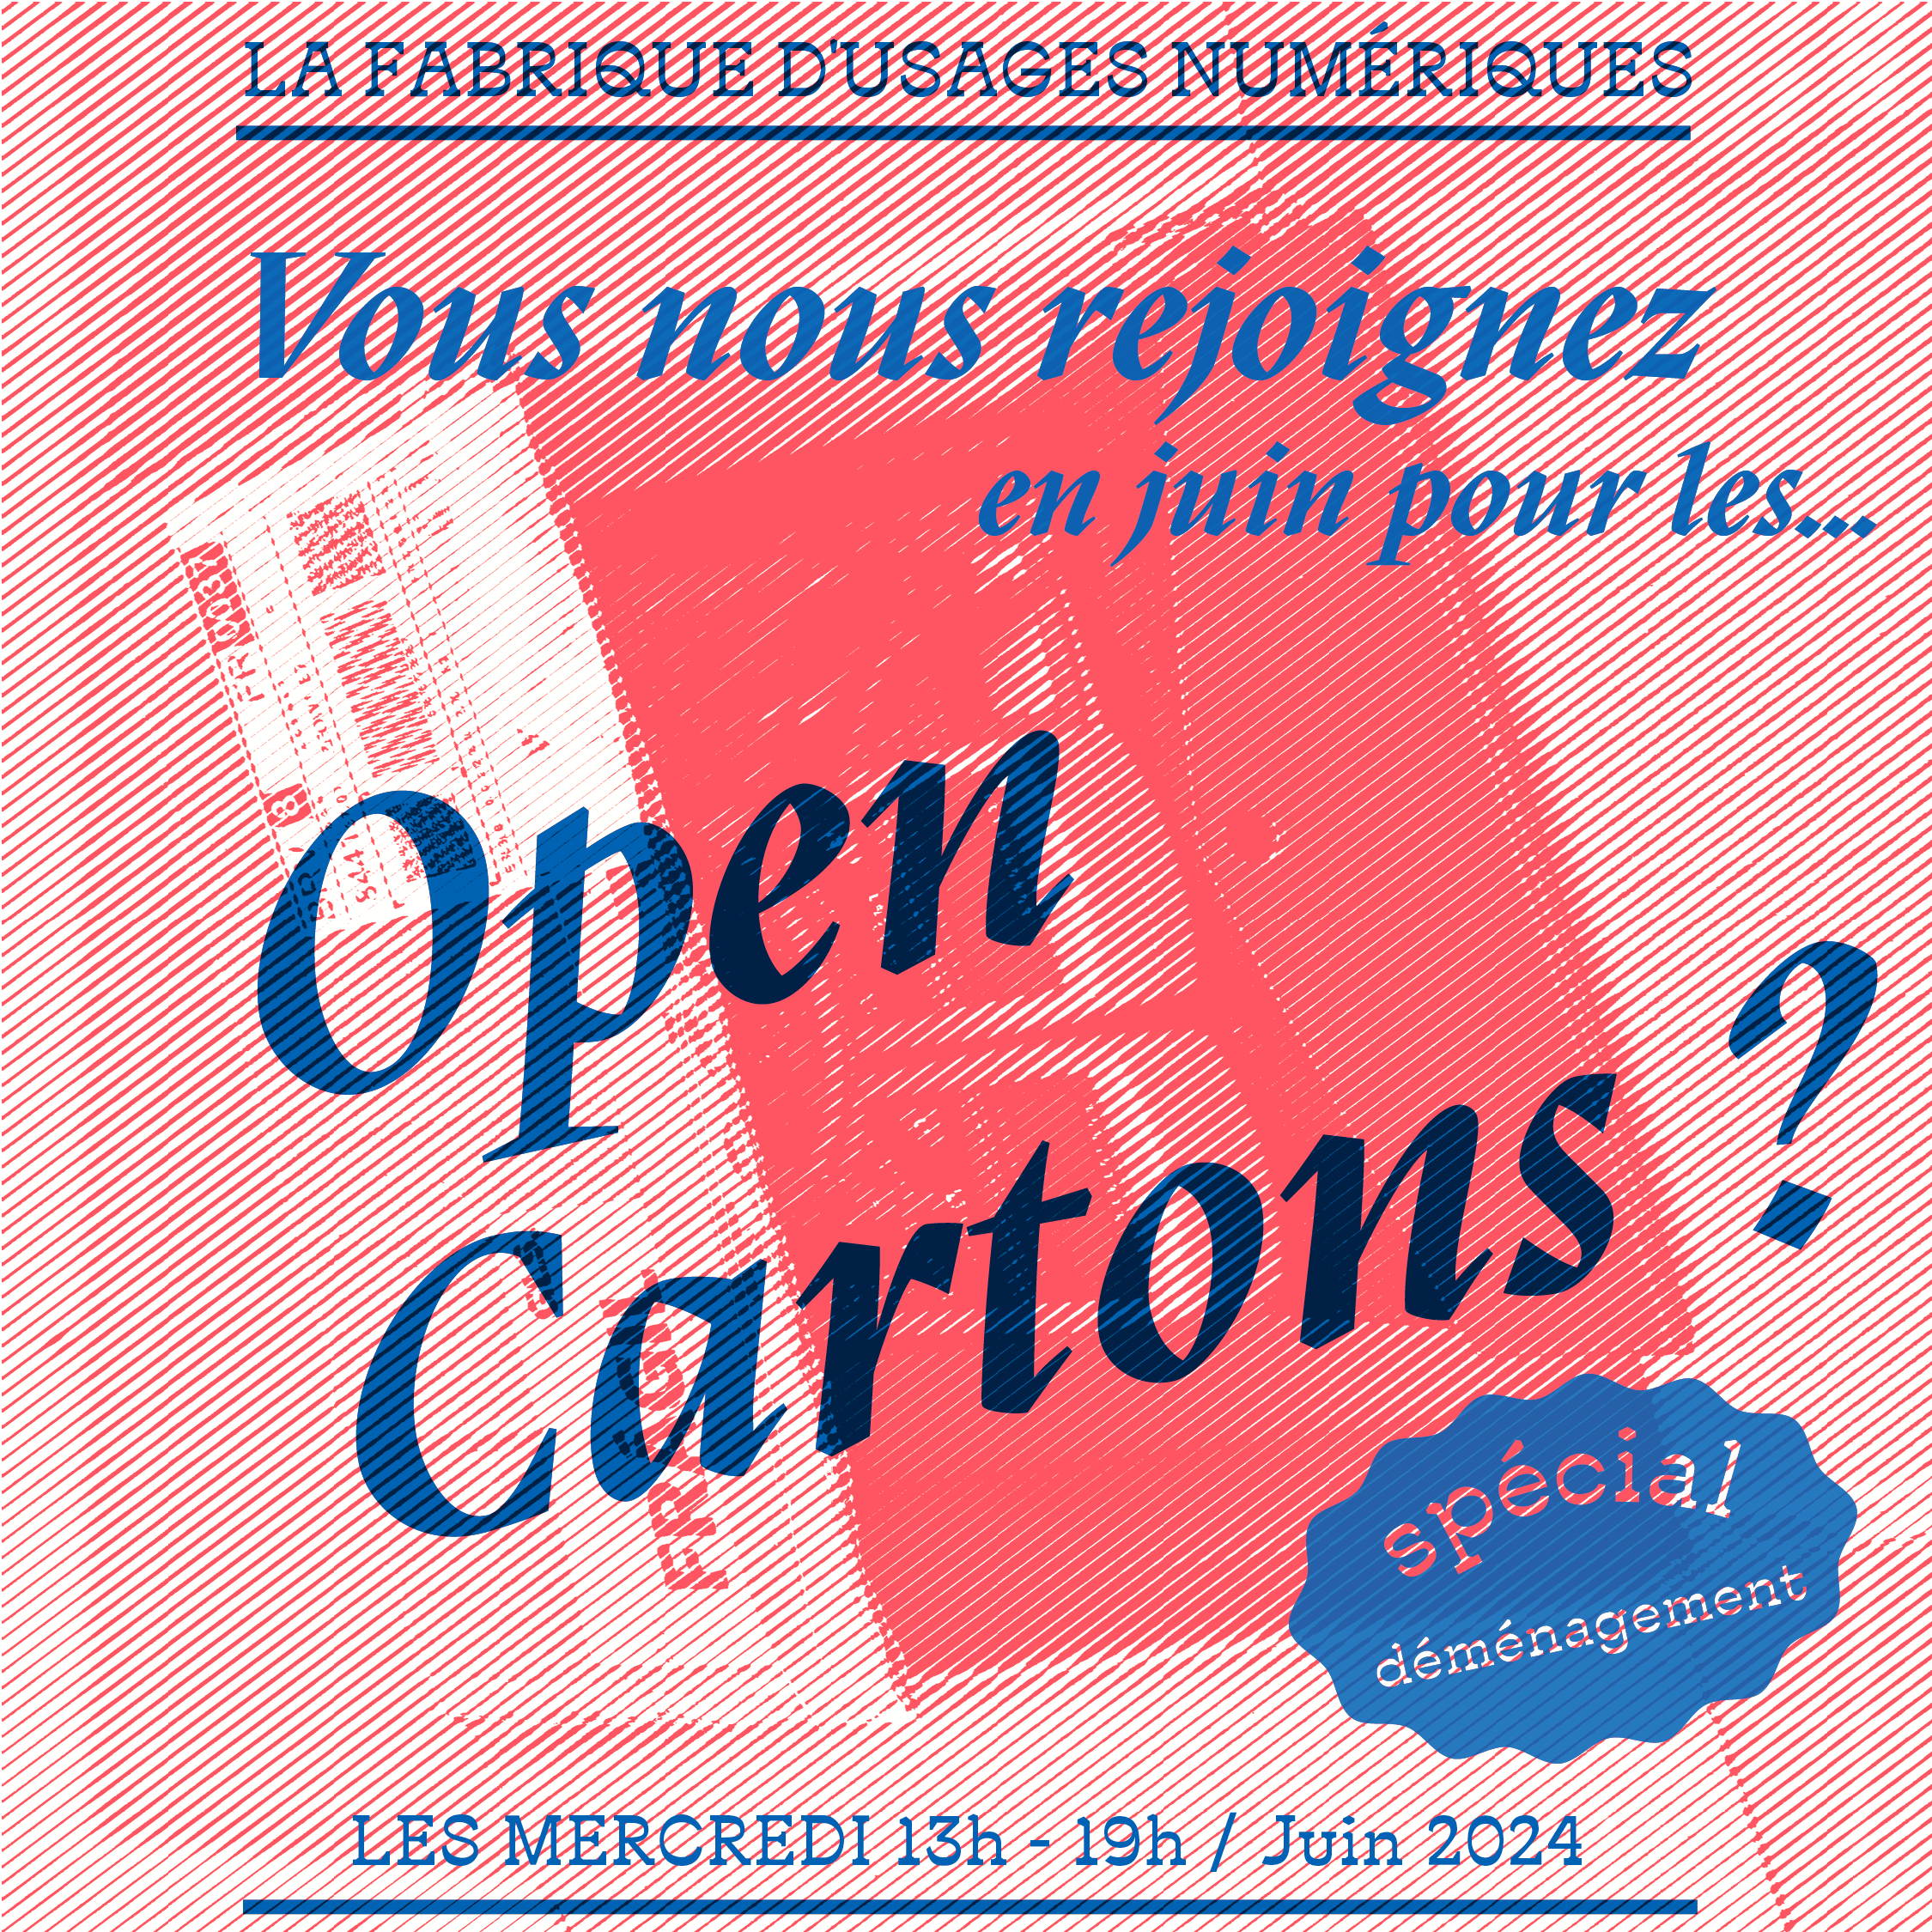 LA FABRIQUE D'USAGES NUMÉRIQUES
Vous nous rejoignez
en juin pour les...
Open
Cartons ?
FRAGILE
spécial
déménagement
LES MERCREDI 13h - 19h / Juin 2024